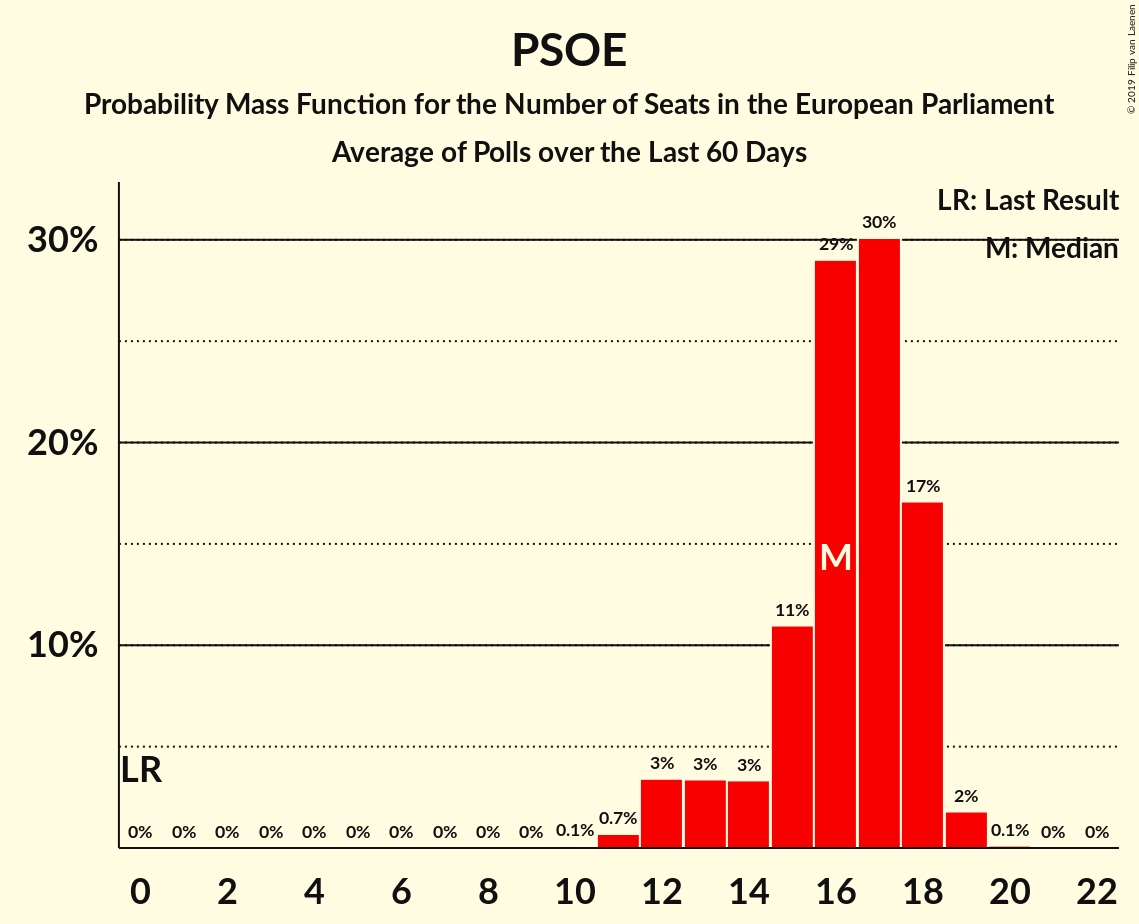 PSOE
Probability Mass Function for the Number of Seats in the European Parliament
Average of Polls over the Last 60 Days
© 2019 Filip van Laenen
LR: Last Result
M: Median
30%
20%
10%
LR
M
0% 0% 0% 0% 0% 0% 0% 0% 0% 0% 0.1% 0.7% 3% 3% 3% 11% 29% 30% 17% 2% 0.1% 0% 0%
0 2 4 6 8 10 12 14 16 18 20 22